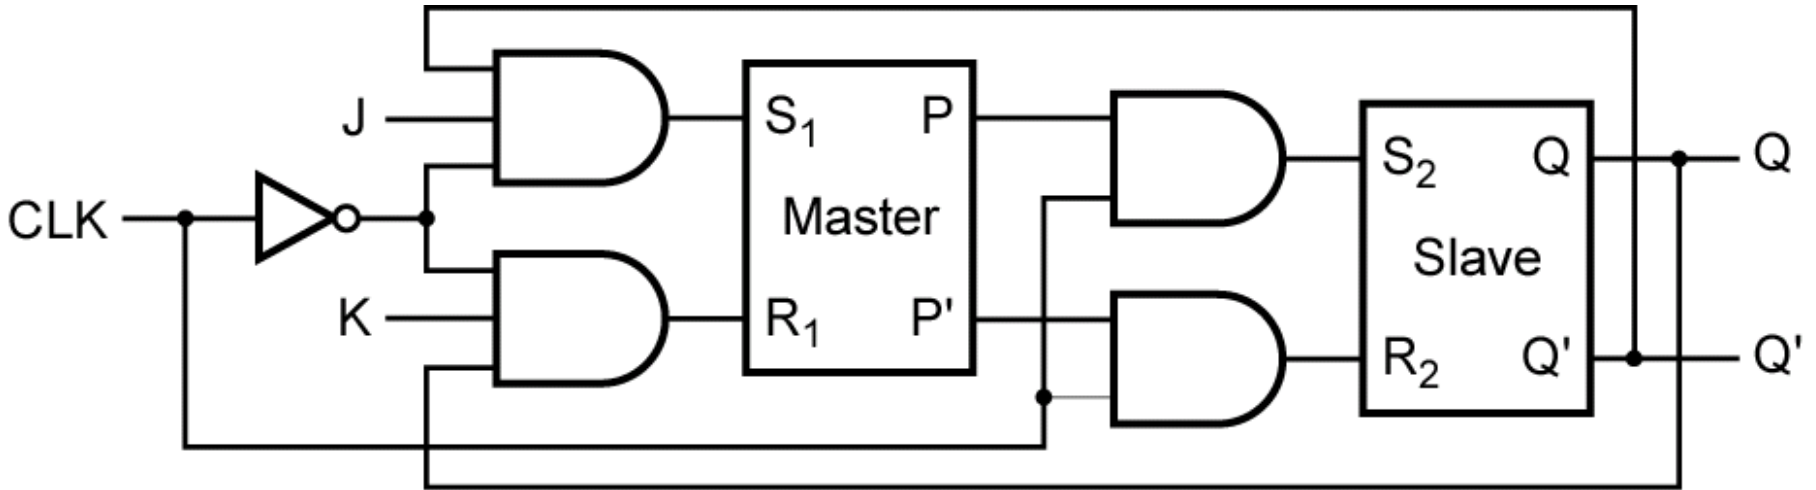 J
CLK
K
S1 P
Master
R1 P'
S2 Q
Slave
R2 Q'
Q
Q'